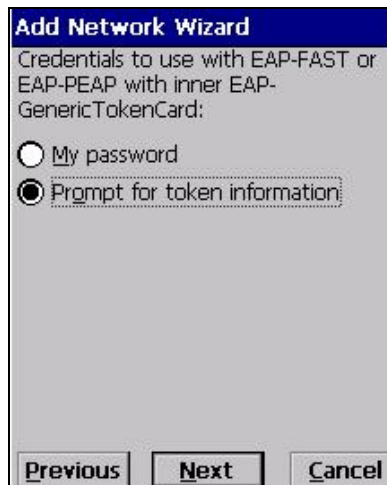 Add Network Wizard
Credentials to use with EAP-FAST or
EAP-PEAP with inner EAP-
GenericTokenCard:
My password
Prompt for token information
Previous Next Cancel